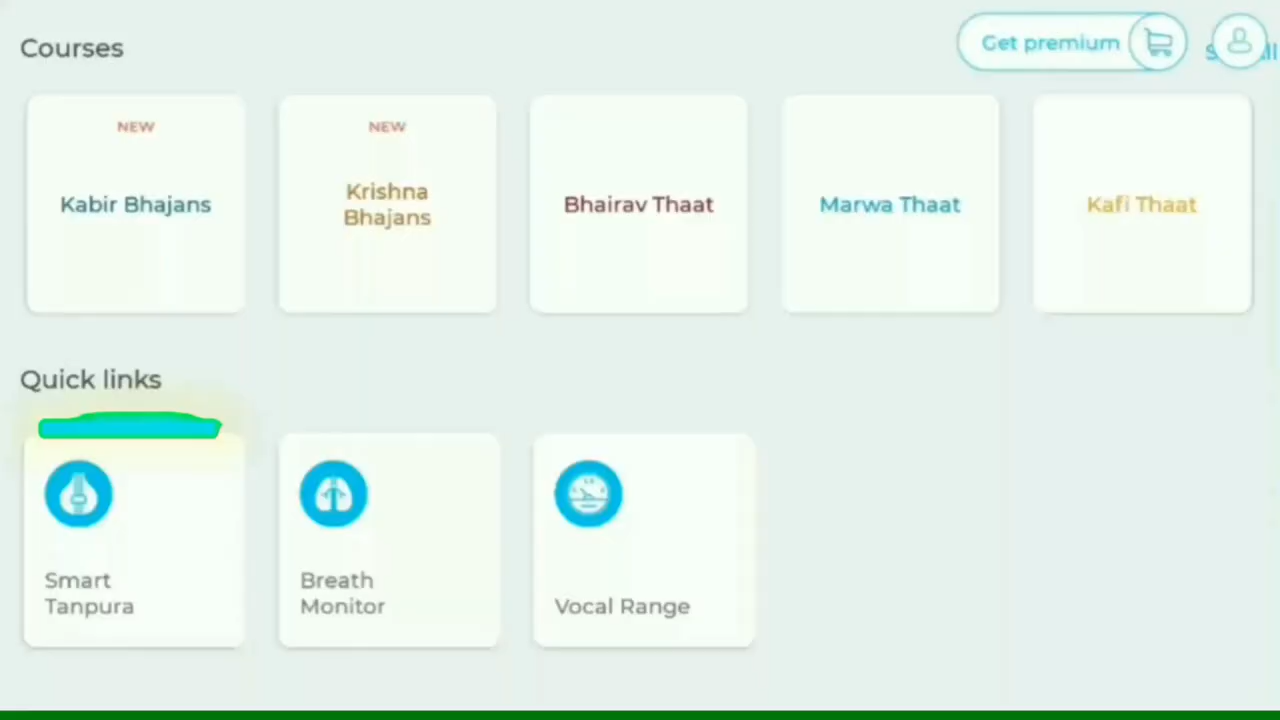 Courses
Get premium
NEW
Kabir Bhajans
NEW
Krishna
Bhajans
Bhairav Thaat
Marwa Thaat
Kafi Thaat
Quick links
Smart
Tanpura
Breath
Monitor
Vocal Range